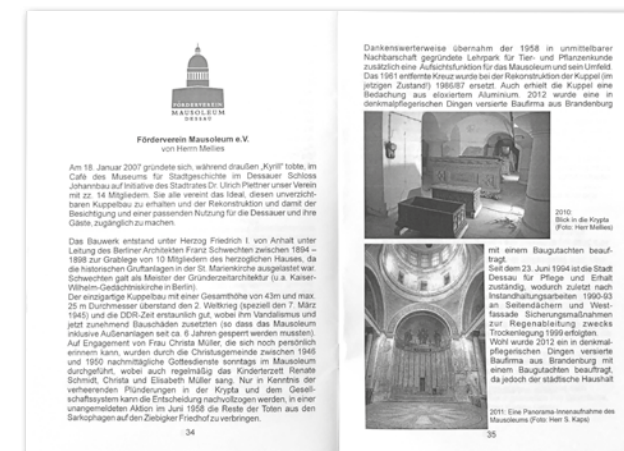 FÖRDERVEREIN
MAUSOLEUM
DESSAU
Förderverein Mausoleum e.V.
von Herrn Mellies
Am 18. Januar 2007 gründete sich, während draußen „Kyrill“ tobte, im
Café des Museums für Stadtgeschichte im Dessauer Schloss
Johannbau auf Initiative des Stadtrates Dr. Ulrich Plettner unser Verein
mit zz. 14 Mitgliedern. Sie alle vereint das Ideal, diesen unverzicht-
baren Kuppelbau zu erhalten und der Rekonstruktion und damit der
Besichtigung und einer passenden Nutzung für die Dessauer und ihre
Gäste, zugänglich zu machen.
Das Bauwerk entstand unter Herzog Friedrich I. von Anhalt unter
Leitung des Berliner Architekten Franz Schwechten zwischen 1894 –
1898 zur Grablege von 10 Mitgliedern des herzoglichen Hauses, da
die historischen Gruftanlagen in der St. Marienkirche ausgelastet war.
Schwechten galt als Meister der Gründerzeitarchitektur (u.a. Kaiser-
Wilhelm-Gedächtniskirche in Berlin).
Der einzigartige Kuppelbau mit einer Gesamthöhe von 43m und max.
25 m Durchmesser überstand den 2. Weltkrieg (speziell den 7. März
1945) und die DDR-Zeit erstaunlich gut, wobei ihm Vandalismus und
jetzt zunehmend Bauschäden zusetzten (so dass das Mausoleum
inklusive Außenanlagen seit ca. 6 Jahren gesperrt werden mussten).
Auf Engagement von Frau Christa Müller, die sich noch persönlich
erinnern kann, wurden durch die Christusgemeinde zwischen 1946
und 1950 nachmittägliche Gottesdienste sonntags im Mausoleum
durchgeführt, wobei auch regelmäßig das Kinderterzett Renate
Schmidt, Christa und Elisabeth Müller sang. Nur in Kenntnis der
verheerenden Plünderungen in der Krypta und dem Gesell-
schaftssystem kann die Entscheidung nachvollzogen werden, in einer
unangemeldeten Aktion im Juni 1958 die Reste der Toten aus den
Sarkophagen auf den Ziebigker Friedhof zu verbringen.
34
Dankenswerterweise übernahm der 1958 in unmittelbarer
Nachbarschaft gegründete Lehrpark für Tier- und Pflanzenkunde
zusätzlich eine Aufsichtsfunktion für das Mausoleum und sein Umfeld.
Das 1961 entfernte Kreuz wurde bei der Rekonstruktion der Kuppel (im
jetzigen Zustand!) 1986/87 ersetzt. Auch erhielt die Kuppel eine
Bedachung aus eloxiertem Aluminium. 2012 wurde eine in
denkmalpflegerischen Dingen versierte Baufirma aus Brandenburg
2010:
Blick in die Krypta
(Foto: Herr Mellies)
mit einem Baugutachten beauf-
tragt.
Seit dem 23. Juni 1994 ist die Stadt
Dessau für Pflege und Erhalt
zuständig, wodurch zuletzt nach
Instandhaltungsarbeiten 1990-93
an Seitendächern und West-
fassade Sicherungsmaßnahmen
zur Regenableitung zwecks
Trockenlegung 1999 erfolgten.
Wohl wurde 2012 ein in denkmal-
pflegerischen Dingen versierte
Baufirma aus Brandenburg mit
einem Baugutachten beauftragt,
da jedoch der städtische Haushalt
2011: Eine Panorama-Innenaufnahme des
Mausoleums (Foto: Herr S. Kaps)
35